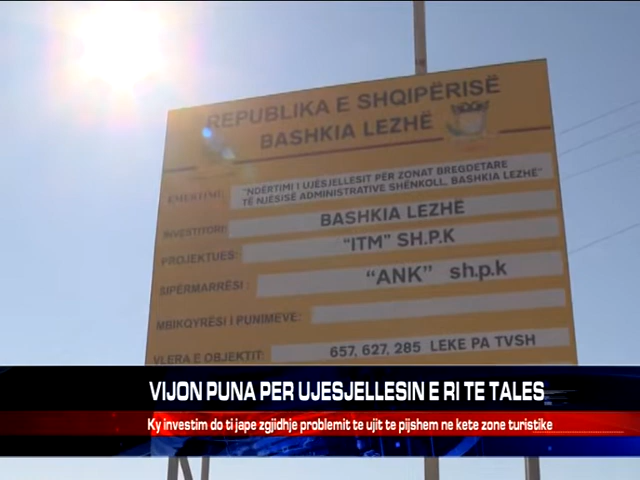 REPUBLIKA E SHQIPËRISË
BASHKIA LEZHË
EMERTIMI:
"NDËRTIMI I UJËSJELLESIT PËR ZONAT BREGDETARE
TË NJËSISË ADMINISTRATIVE SHËNKOLL, BASHKIA LEZHË"
INVESTITORI:
BASHKIA LEZHË
PROJEKTUES:
"ITM" SH.P.K
SIPËRMARRËSI:
"ANK" sh.p.k
MBIKQYRËSI I PUNIMEVE:
VLERA E OBJEKTIT:
657, 627, 285 LEKE PA TVSH
VIJON PUNA PER UJESJELLESIN E RI TE TALES
Ky investim do ti jape zgjidhje problemit te ujit te pijshem ne kete zone turistike